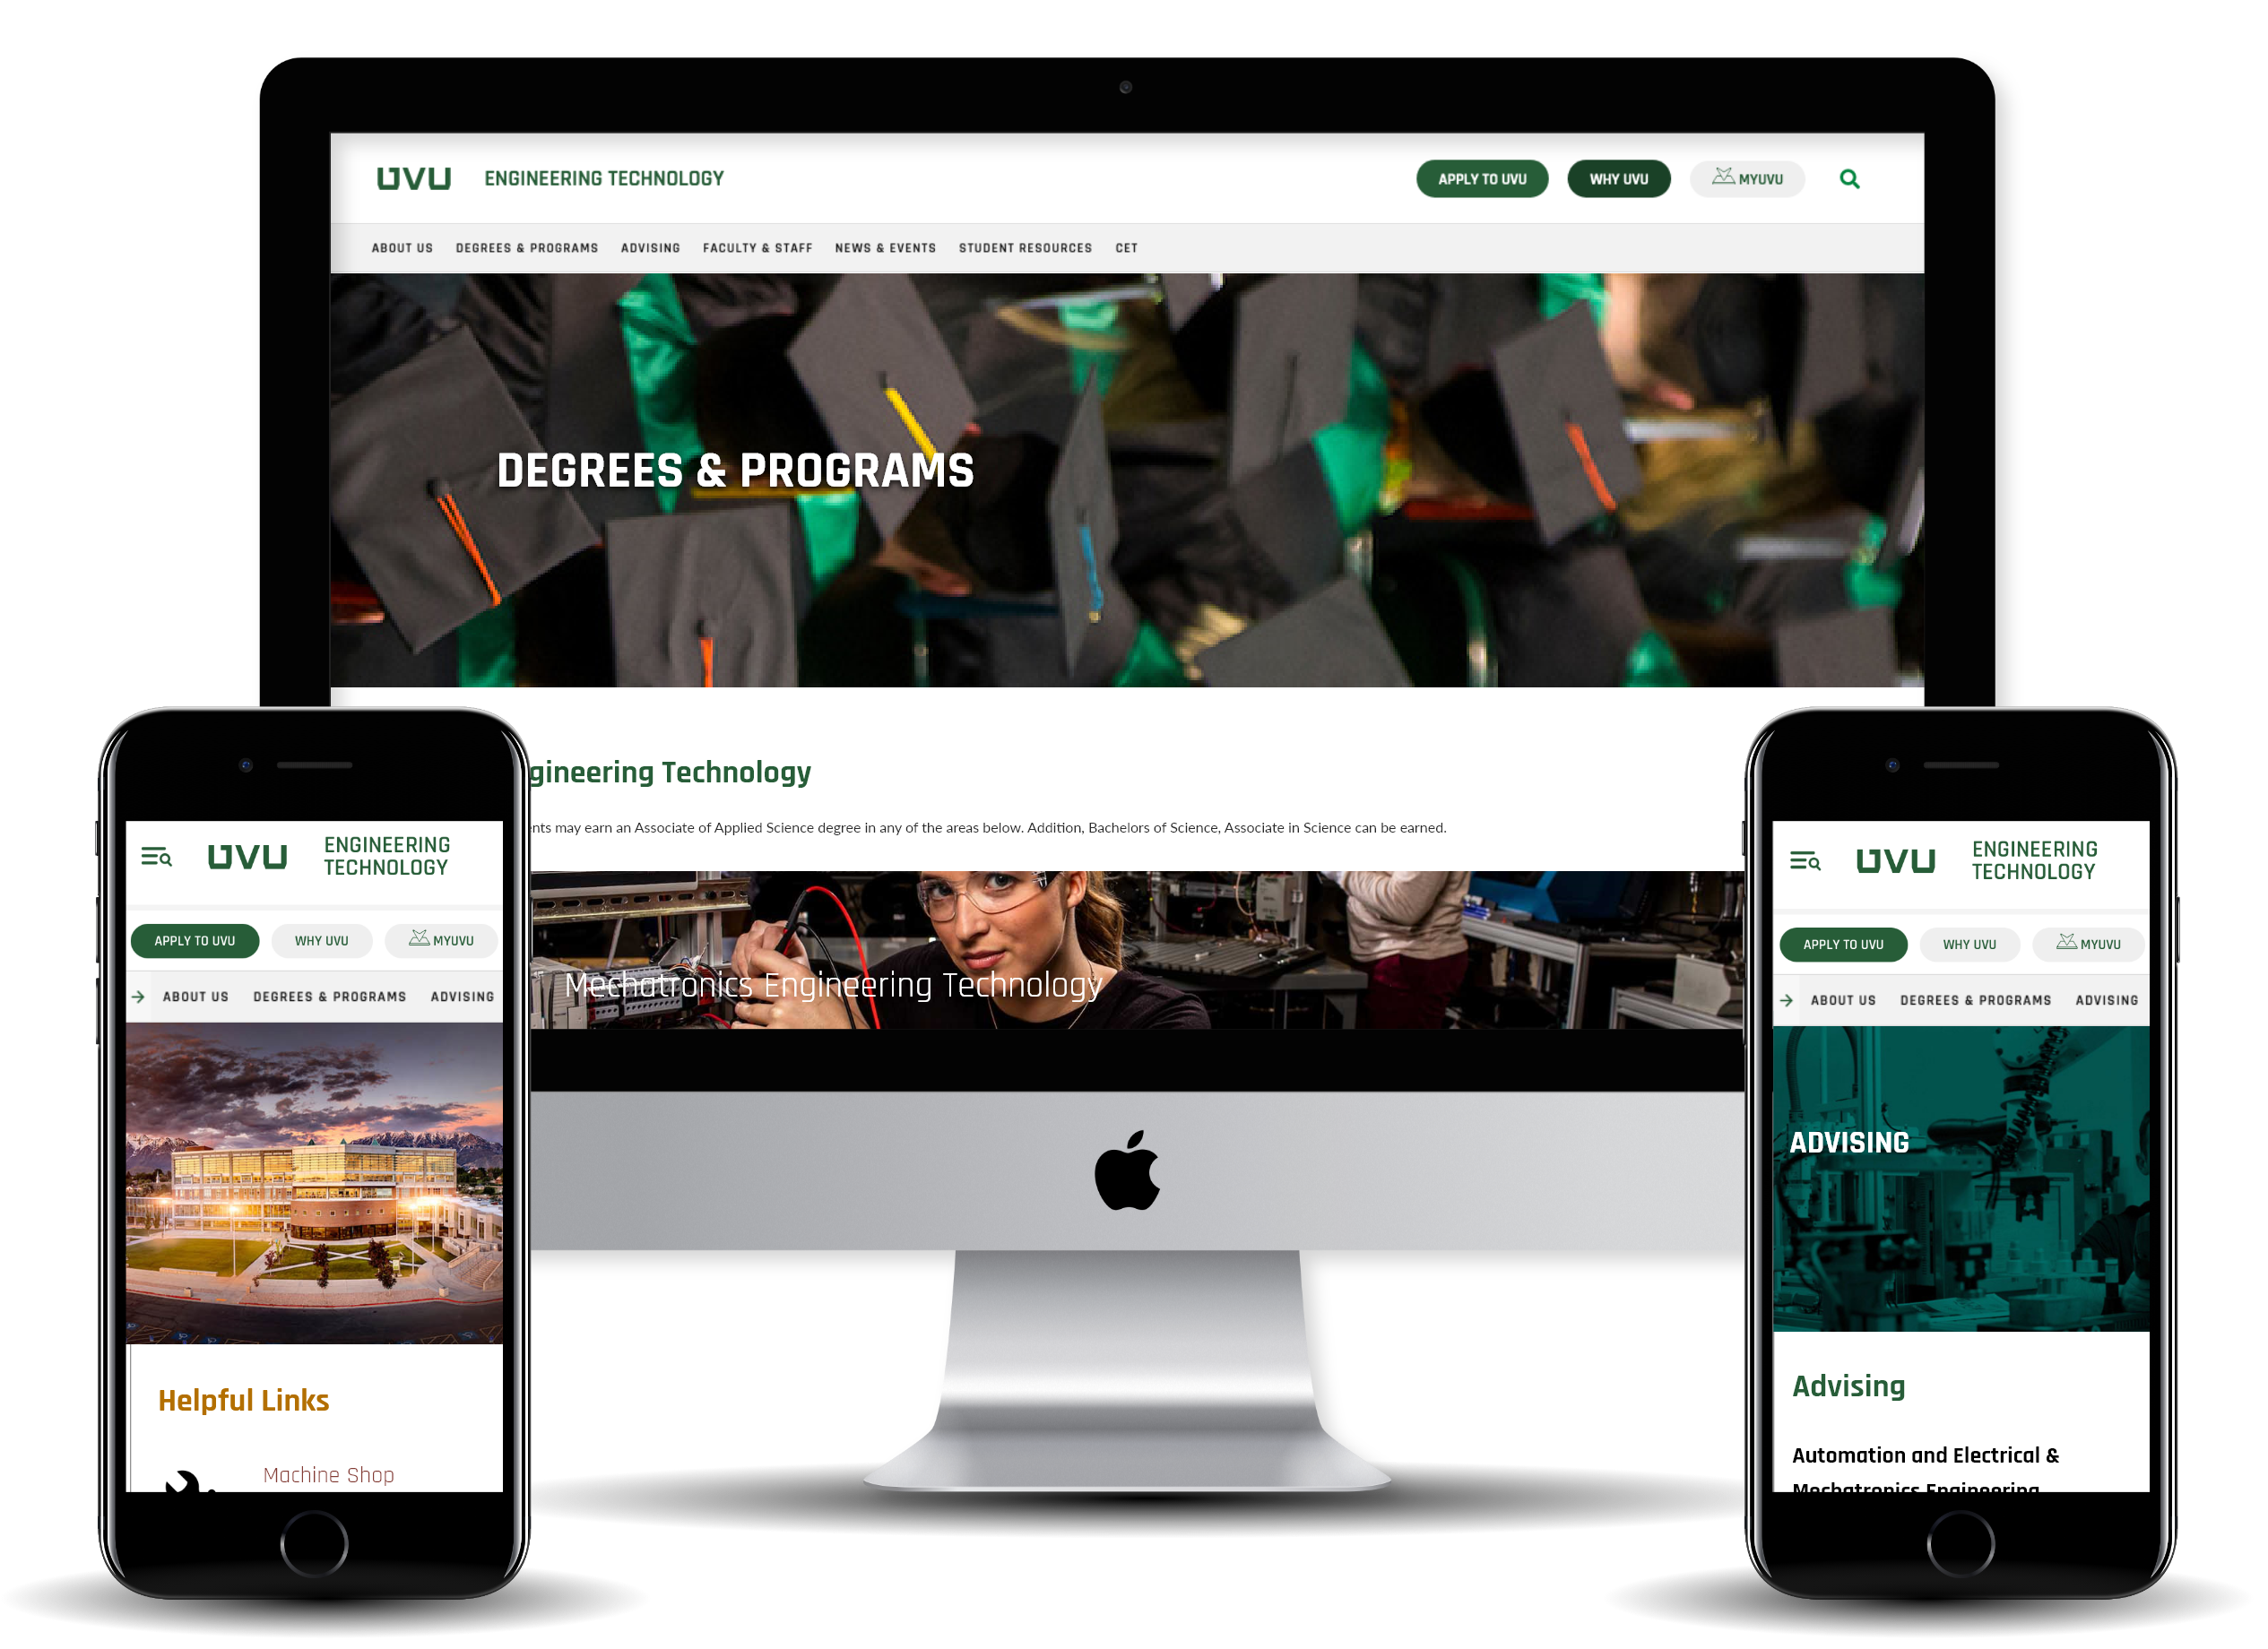 UVU ENGINEERING TECHNOLOGY APPLY TO UVU WHY UVU MYUVU
ABOUT US DEGREES & PROGRAMS ADVISING FACULTY & STAFF NEWS & EVENTS STUDENT RESOURCES CET
DEGREES & PROGRAMS
gineering Technology
nts may earn an Associate of Applied Science degree in any of the areas below. Addition, Bachelors of Science, Associate in Science can be earned.
Mechatronics Engineering Technology
UVU ENGINEERING
TECHNOLOGY
APPLY TO UVU WHY UVU MYUVU
ABOUT US DEGREES & PROGRAMS ADVISING
Helpful Links
Machine Shop
UVU ENGINEERING
TECHNOLOGY
APPLY TO UVU WHY UVU MYUVU
ABOUT US DEGREES & PROGRAMS ADVISING
ADVISING
Advising
Automation and Electrical &
Mechatronics Engineering